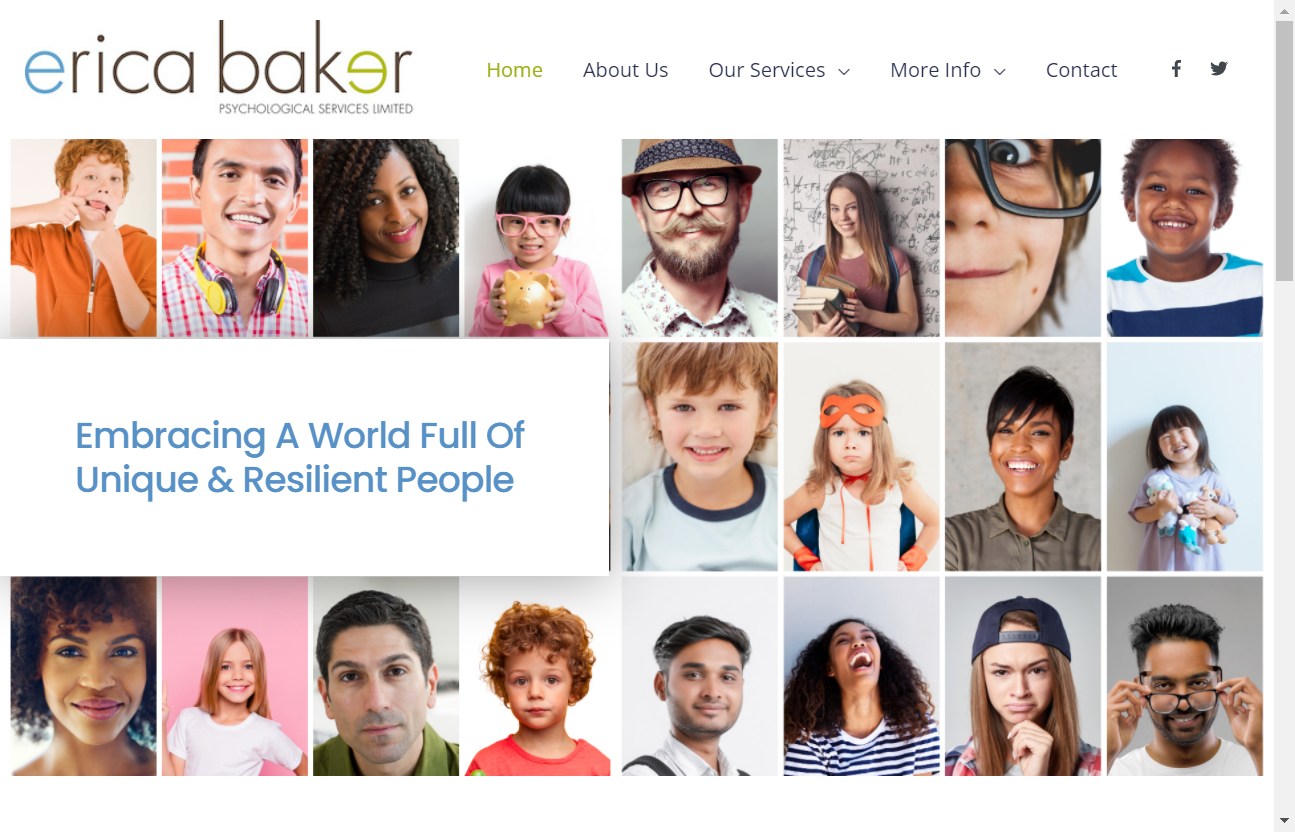 erica baker
PSYCHOLOGICAL SERVICES LIMITED
Home About Us Our Services More Info Contact
Embracing A World Full Of
Unique & Resilient People